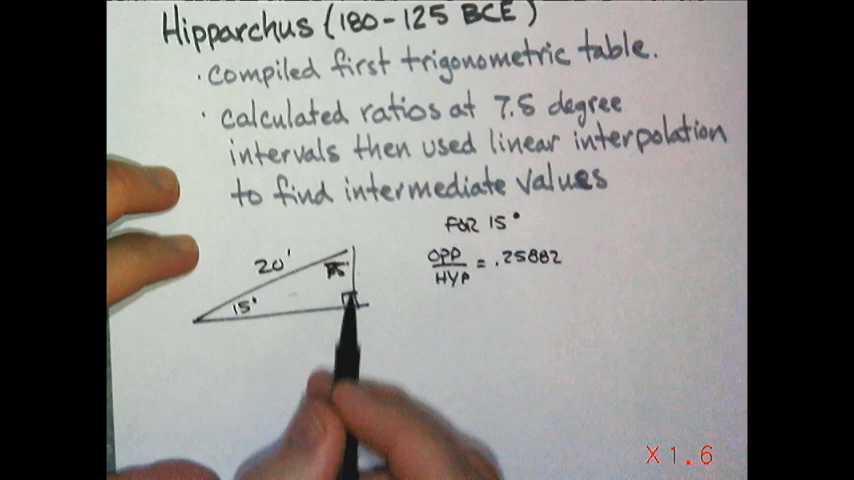 Hipparchus (180-125 BCE)
· compiled first trigonometric table.
· calculated ratios at 7.5 degree
intervals then used linear interpolation
to find intermediate values
FOR 15°
OPP
HYP
= .25882
20'
15°
X1.6